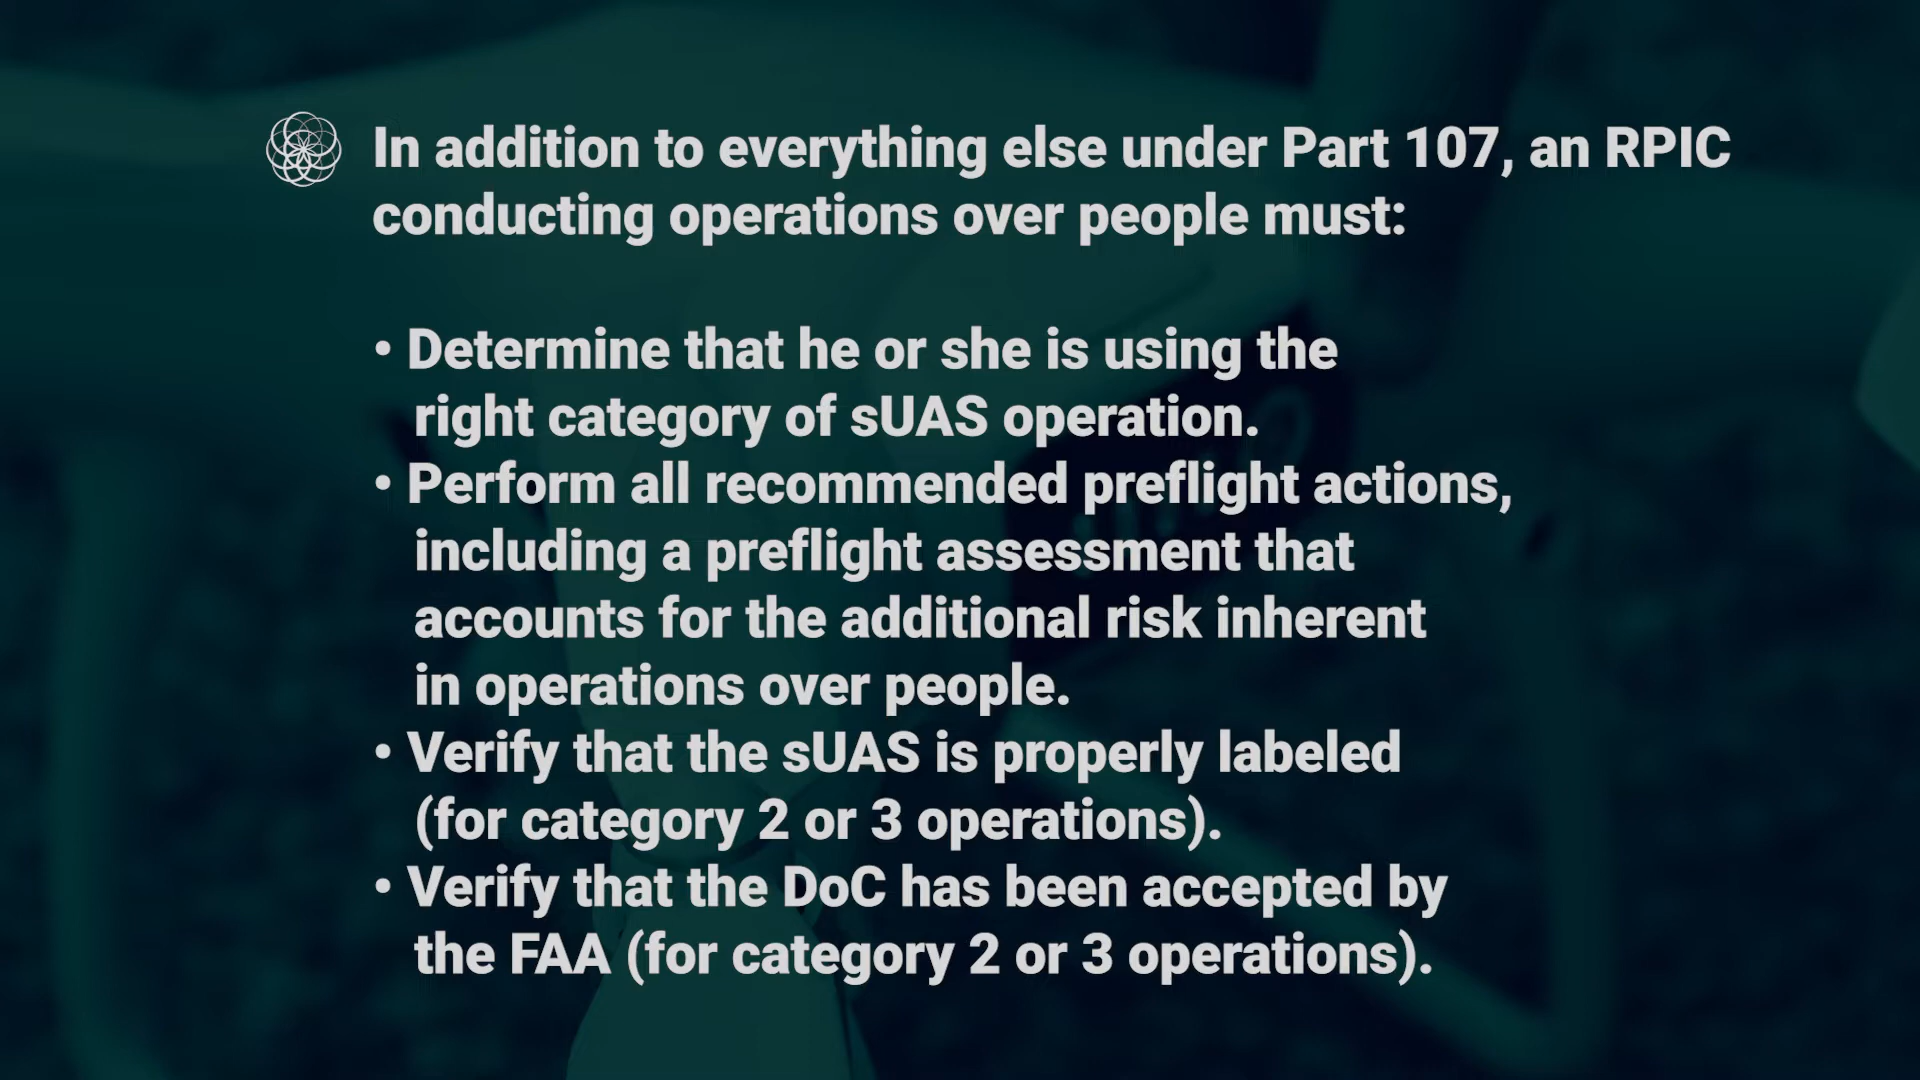 In addition to everything else under Part 107, an RPIC
conducting operations over people must:
• Determine that he or she is using the
right category of sUAS operation.
• Perform all recommended preflight actions,
including a preflight assessment that
accounts for the additional risk inherent
in operations over people.
• Verify that the sUAS is properly labeled
(for category 2 or 3 operations).
• Verify that the DoC has been accepted by
the FAA (for category 2 or 3 operations).